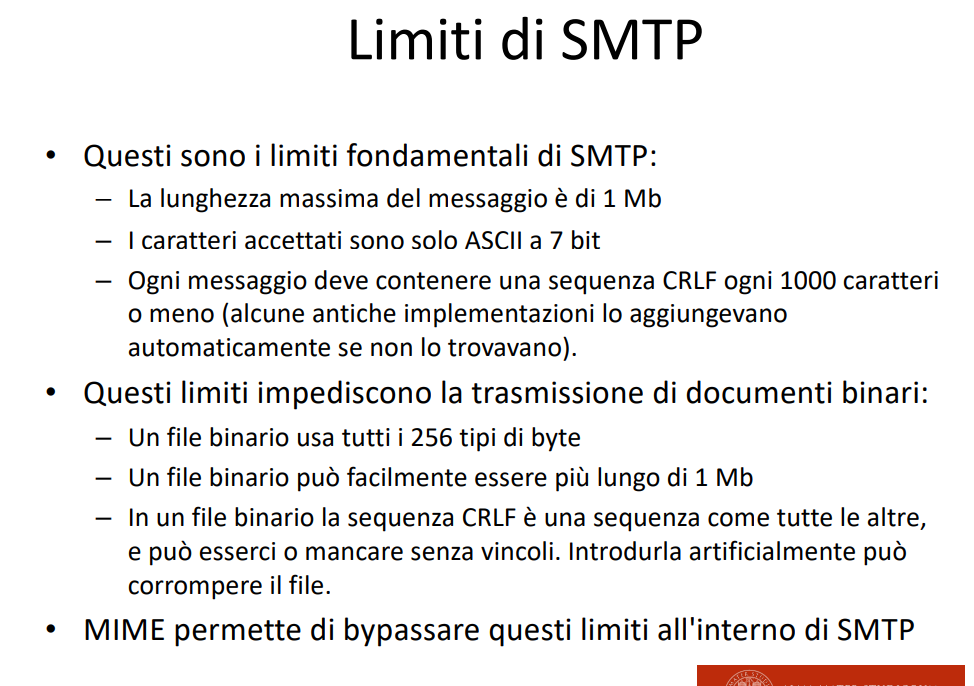 Limiti di SMTP
• Questi sono i limiti fondamentali di SMTP:
– La lunghezza massima del messaggio è di 1 Mb
– I caratteri accettati sono solo ASCII a 7 bit
– Ogni messaggio deve contenere una sequenza CRLF ogni 1000 caratteri
o meno (alcune antiche implementazioni lo aggiungevano
automaticamente se non lo trovavano).
• Questi limiti impediscono la trasmissione di documenti binari:
– Un file binario usa tutti i 256 tipi di byte
– Un file binario può facilmente essere più lungo di 1 Mb
– In un file binario la sequenza CRLF è una sequenza come tutte le altre,
e può esserci o mancare senza vincoli. Introdurla artificialmente può
corrompere il file.
• MIME permette di bypassare questi limiti all'interno di SMTP